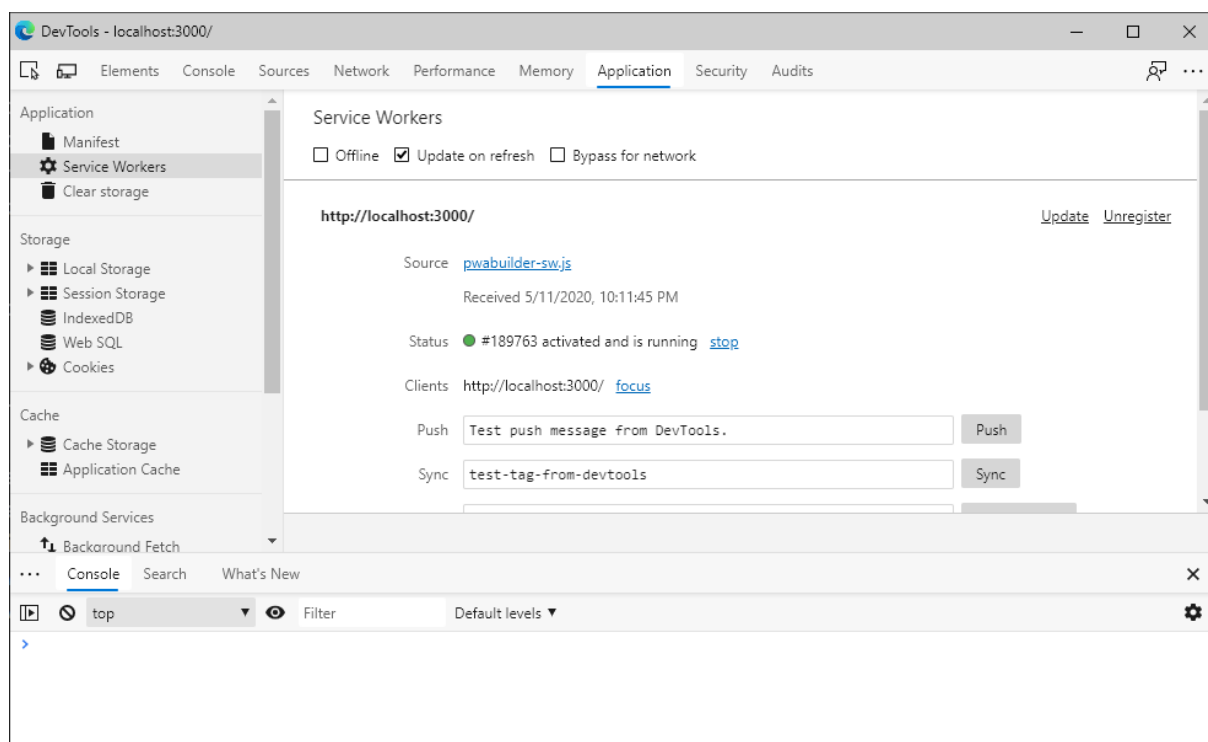 DevTools - localhost:3000/
Elements Console Sources Network Performance Memory Application Security Audits
Application
Manifest
Service Workers
Clear storage
Storage
Local Storage
Session Storage
IndexedDB
Web SQL
Cookies
Cache
Cache Storage
Application Cache
Background Services
Background Fetch
Service Workers
Offline Update on refresh Bypass for network
http://localhost:3000/ Update Unregister
Source pwabuilder-sw.js
Received 5/11/2020, 10:11:45 PM
Status #189763 activated and is running stop
Clients http://localhost:3000/ focus
Push Test push message from DevTools. Push
Sync test-tag-from-devtools Sync
Console Search What's New
top Filter Default levels